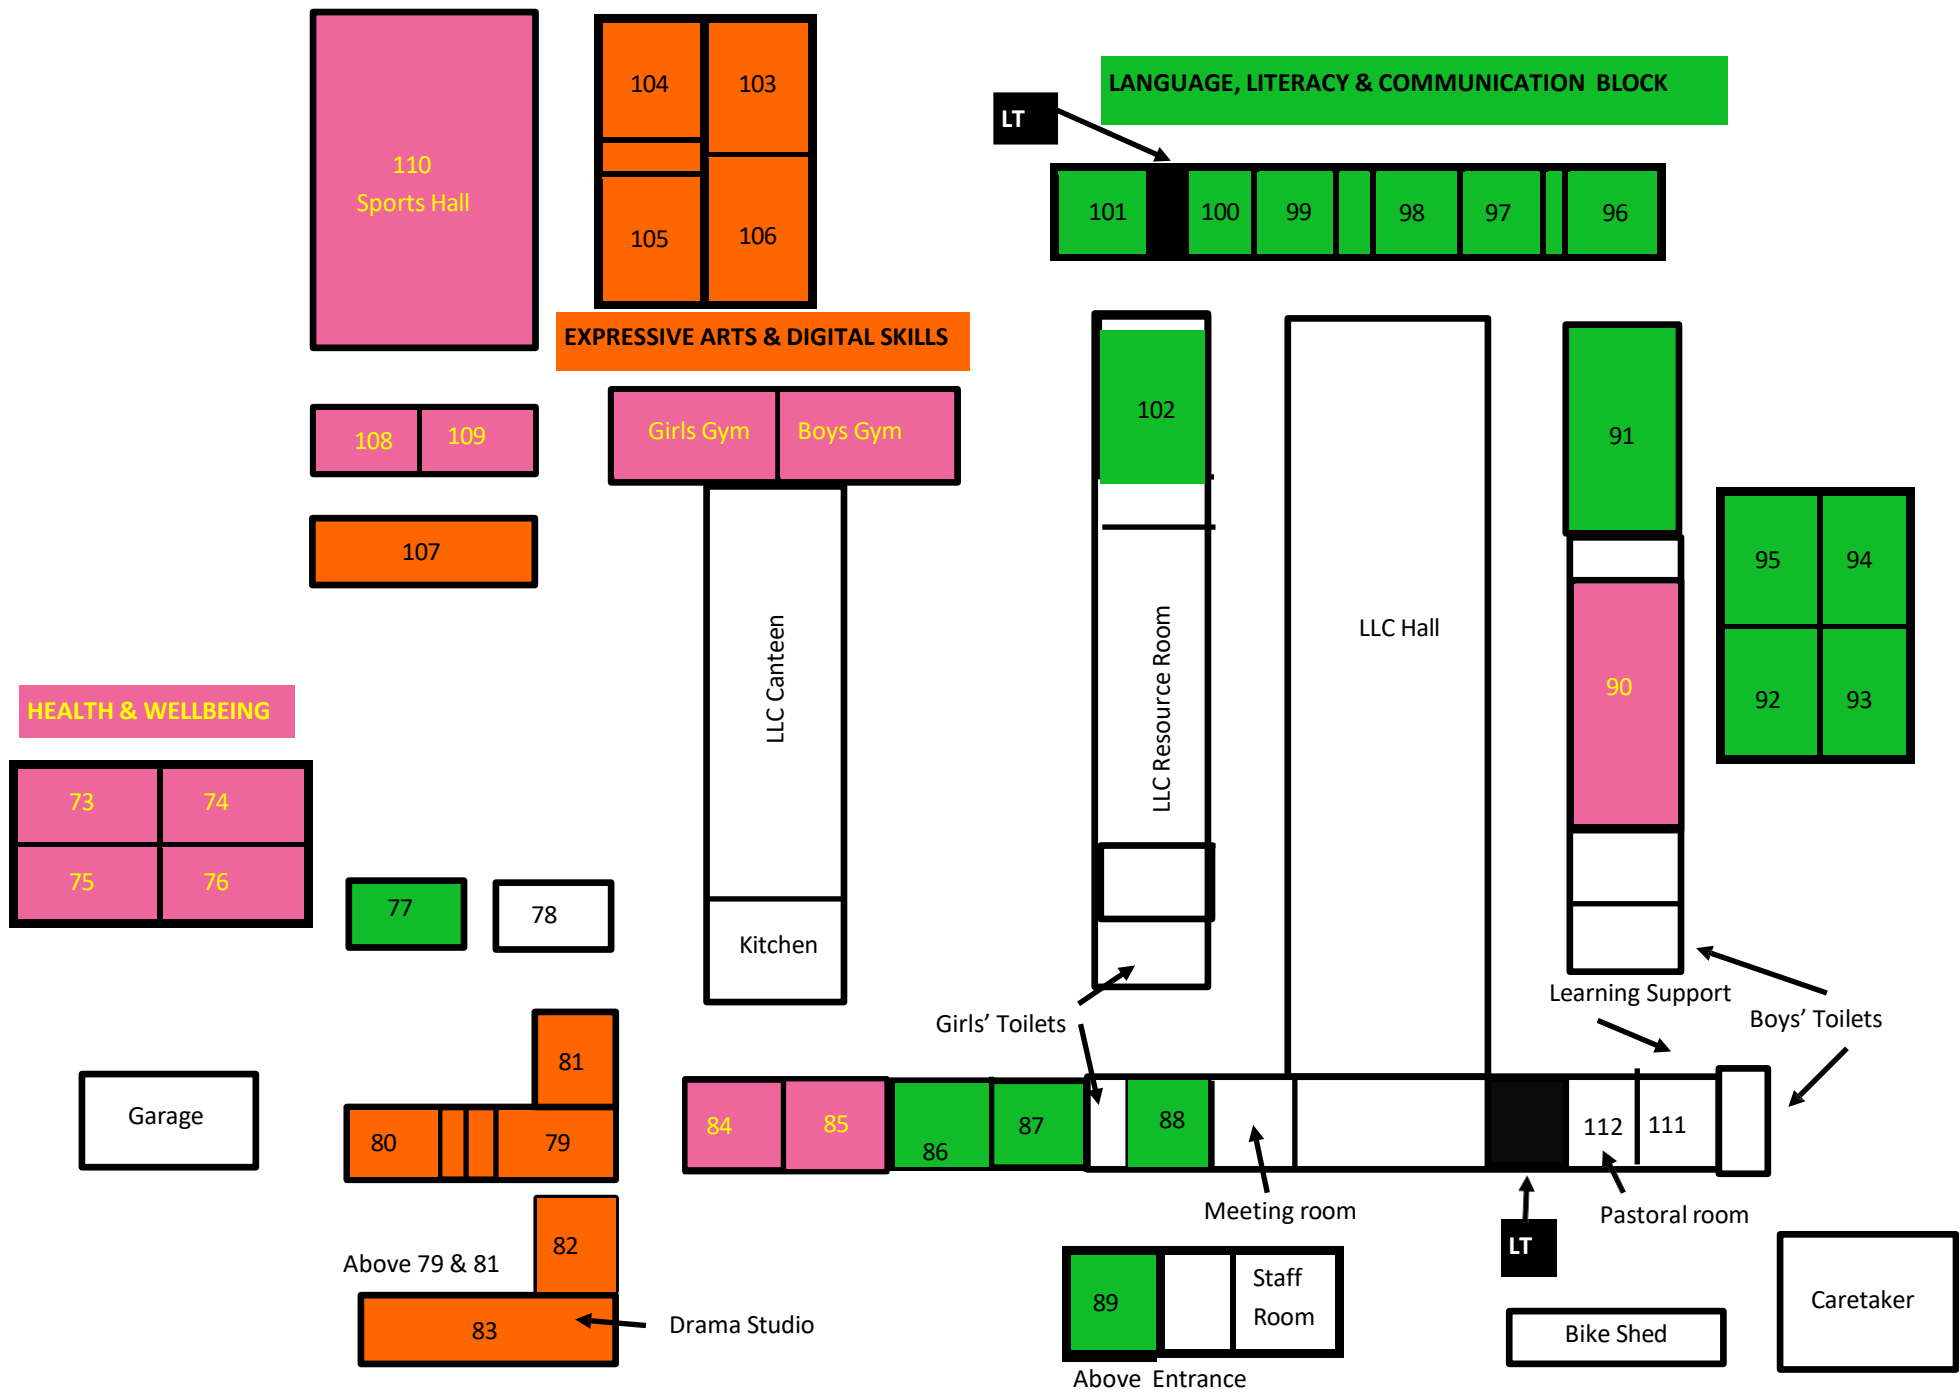 104
103
LANGUAGE, LITERACY & COMMUNICATION BLOCK
LT
110
Sports Hall
105
106
101
100
99
98
97
96
EXPRESSIVE ARTS & DIGITAL SKILLS
108
109
Girls Gym
Boys Gym
102
91
107
95
94
LLC Canteen
LLC Resource Room
LLC Hall
90
92
93
HEALTH & WELLBEING
73
74
75
76
77
78
Kitchen
Learning Support
Girls' Toilets
Boys' Toilets
81
Garage
80
79
84
85
86
87
88
112
111
Meeting room
Pastoral room
82
Above 79 & 81
LT
89
Staff
Room
Caretaker
83
Drama Studio
Bike Shed
Above Entrance